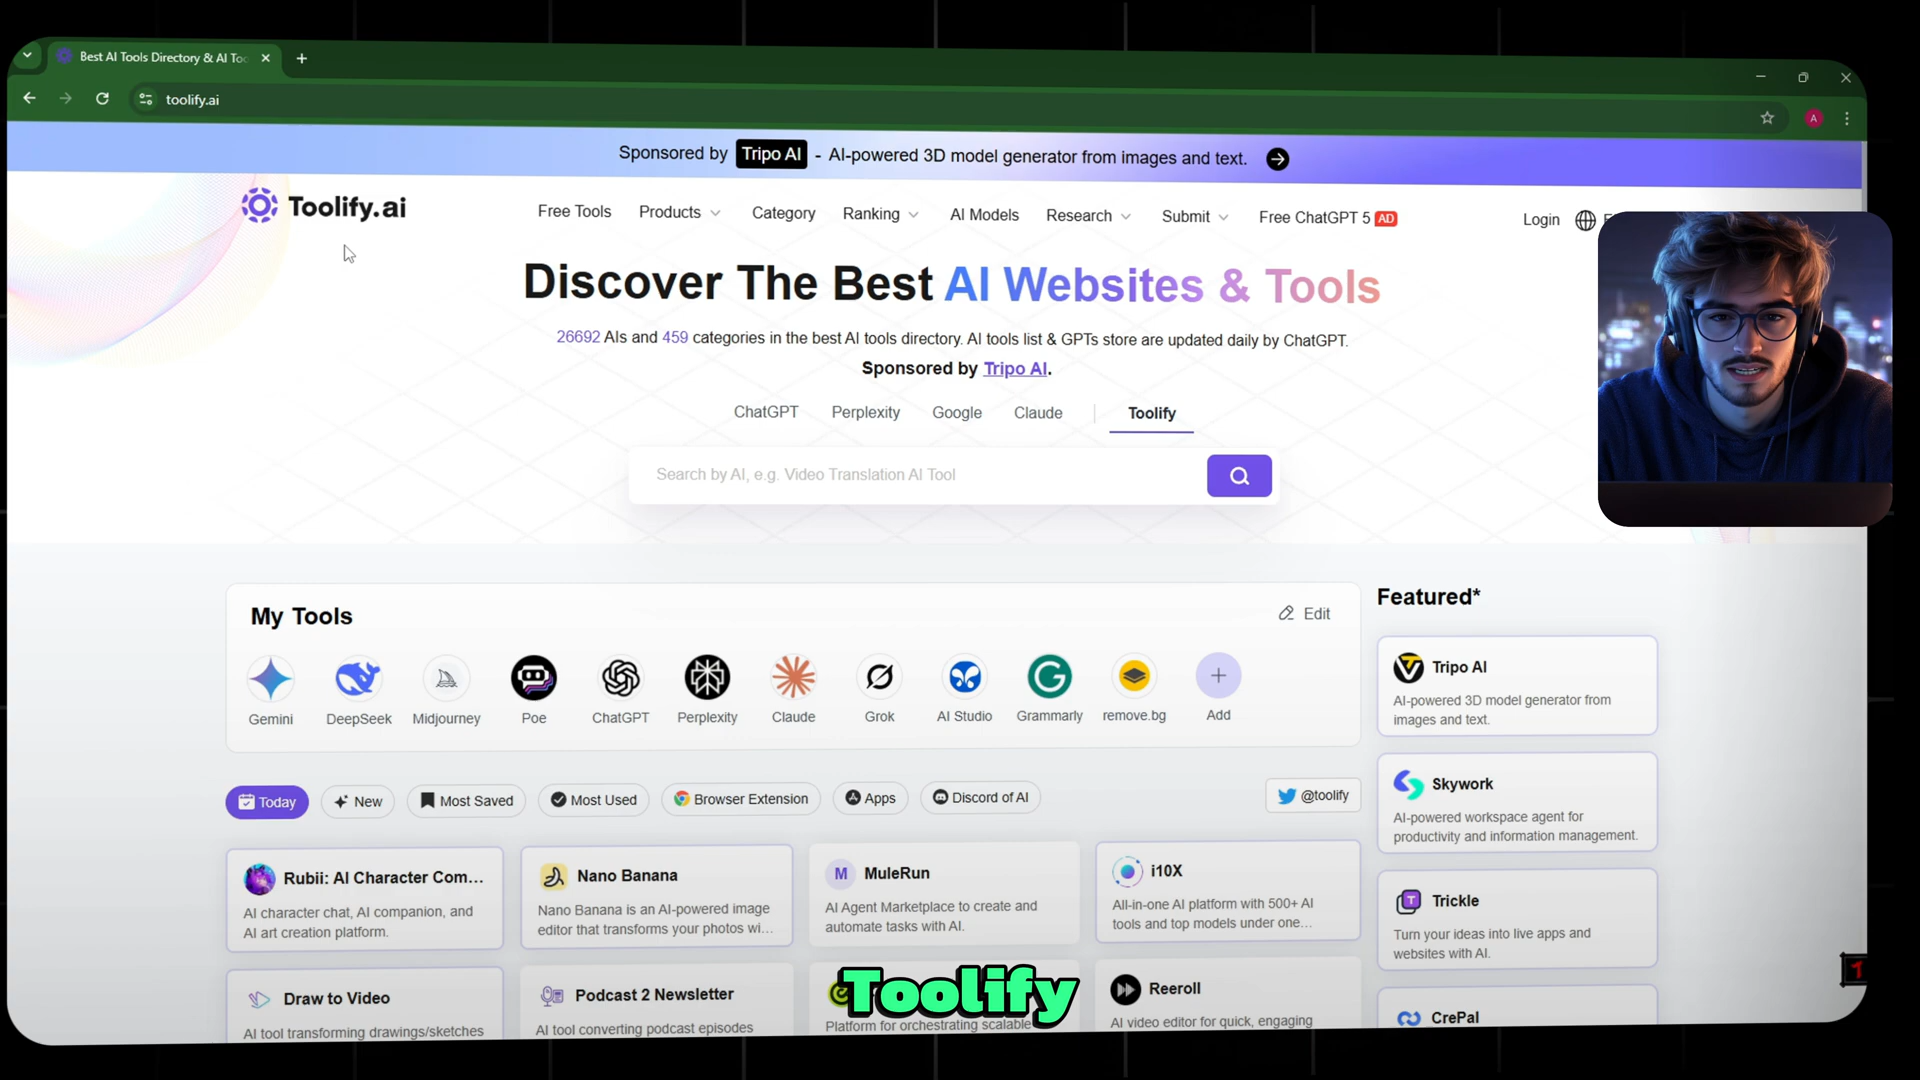 Best AI Tools Directory & AI Too
toolify.ai
A
Sponsored by Tripo AI - AI-powered 3D model generator from images and text.
Toolify.ai
Free Tools Products Category Ranking AI Models Research Submit Free ChatGPT 5 AD Login
Discover The Best AI Websites & Tools
26692 AIs and 459 categories in the best AI tools directory. AI tools list & GPTs store are updated daily by ChatGPT.
Sponsored by Tripo AI.
ChatGPT Perplexity Google Claude Toolify
Search by AI, e.g. Video Translation AI Tool
My Tools
Edit
Gemini DeepSeek Midjourney Poe ChatGPT Perplexity Claude Grok AI Studio Grammarly remove.bg Add
Today New Most Saved Most Used Browser Extension Apps Discord of AI @toolify
Rubii: AI Character Com...
AI character chat, AI companion, and
AI art creation platform.
Nano Banana
Nano Banana is an AI-powered image
editor that transforms your photos wi...
M MuleRun
AI Agent Marketplace to create and
automate tasks with AI.
i10X
All-in-one AI platform with 500+ AI
tools and top models under one...
Draw to Video
AI tool transforming drawings/sketches
Podcast 2 Newsletter
AI tool converting podcast episodes
Platform for orchestrating scalable
Reeroll
AI video editor for quick, engaging
Featured*
Tripo AI
AI-powered 3D model generator from
images and text.
Skywork
AI-powered workspace agent for
productivity and information management.
Trickle
Turn your ideas into live apps and
websites with AI.
CrePal
Toolify
1